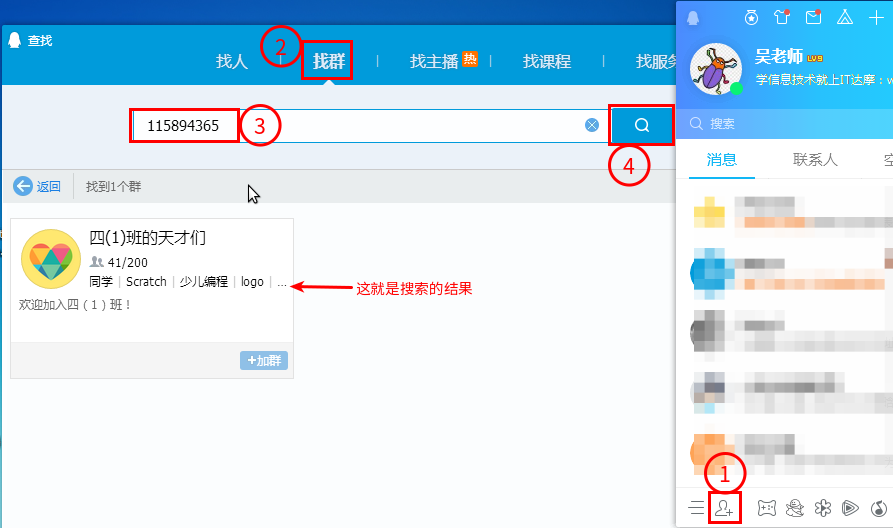 查找
找人
② 找群
找主播 热
找课程
找服务
115894365 ③
④
返回 找到1个群
四(1)班的天才们
41/200
同学 | Scratch | 少儿编程 | logo | ...
欢迎加入四（1）班！
+加群
这就是搜索的结果
吴老师 LV9
学信息技术就上IT达摩：w
搜索
消息 联系人 空
①